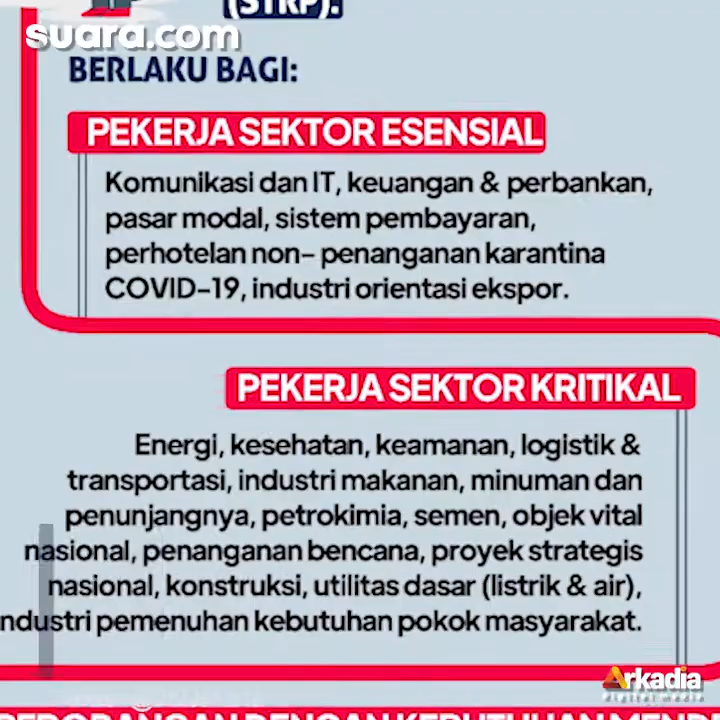 (STRP).
suara.com
BERLAKU BAGI:
PEKERJA SEKTOR ESENSIAL
Komunikasi dan IT, keuangan & perbankan,
pasar modal, sistem pembayaran,
perhotelan non- penanganan karantina
COVID-19, industri orientasi ekspor.
PEKERJA SEKTOR KRITIKAL
Energi, kesehatan, keamanan, logistik &
transportasi, industri makanan, minuman dan
penunjangnya, petrokimia, semen, objek vital
nasional, penanganan bencana, proyek strategis
nasional, konstruksi, utilitas dasar (listrik & air),
ndustri pemenuhan kebutuhan pokok masyarakat.
Arkadia
digital media